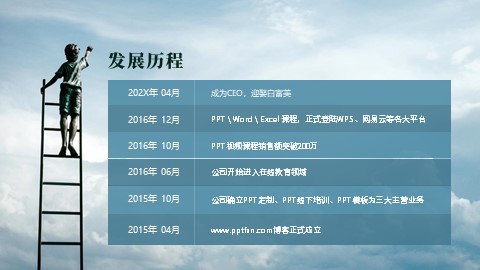 发展历程
202X年 04月 成为CEO，迎娶白富美
2016年 12月 PPT \ Word \ Excel 课程，正式登陆WPS、网易云等各大平台
2016年 10月 PPT视频课程销售额突破200万
2016年 06月 公司开始进入在线教育领域
2015年 10月 公司确立PPT定制、PPT线下培训、PPT模板为三大主营业务
2015年 04月 www.pptfan.com博客正式成立